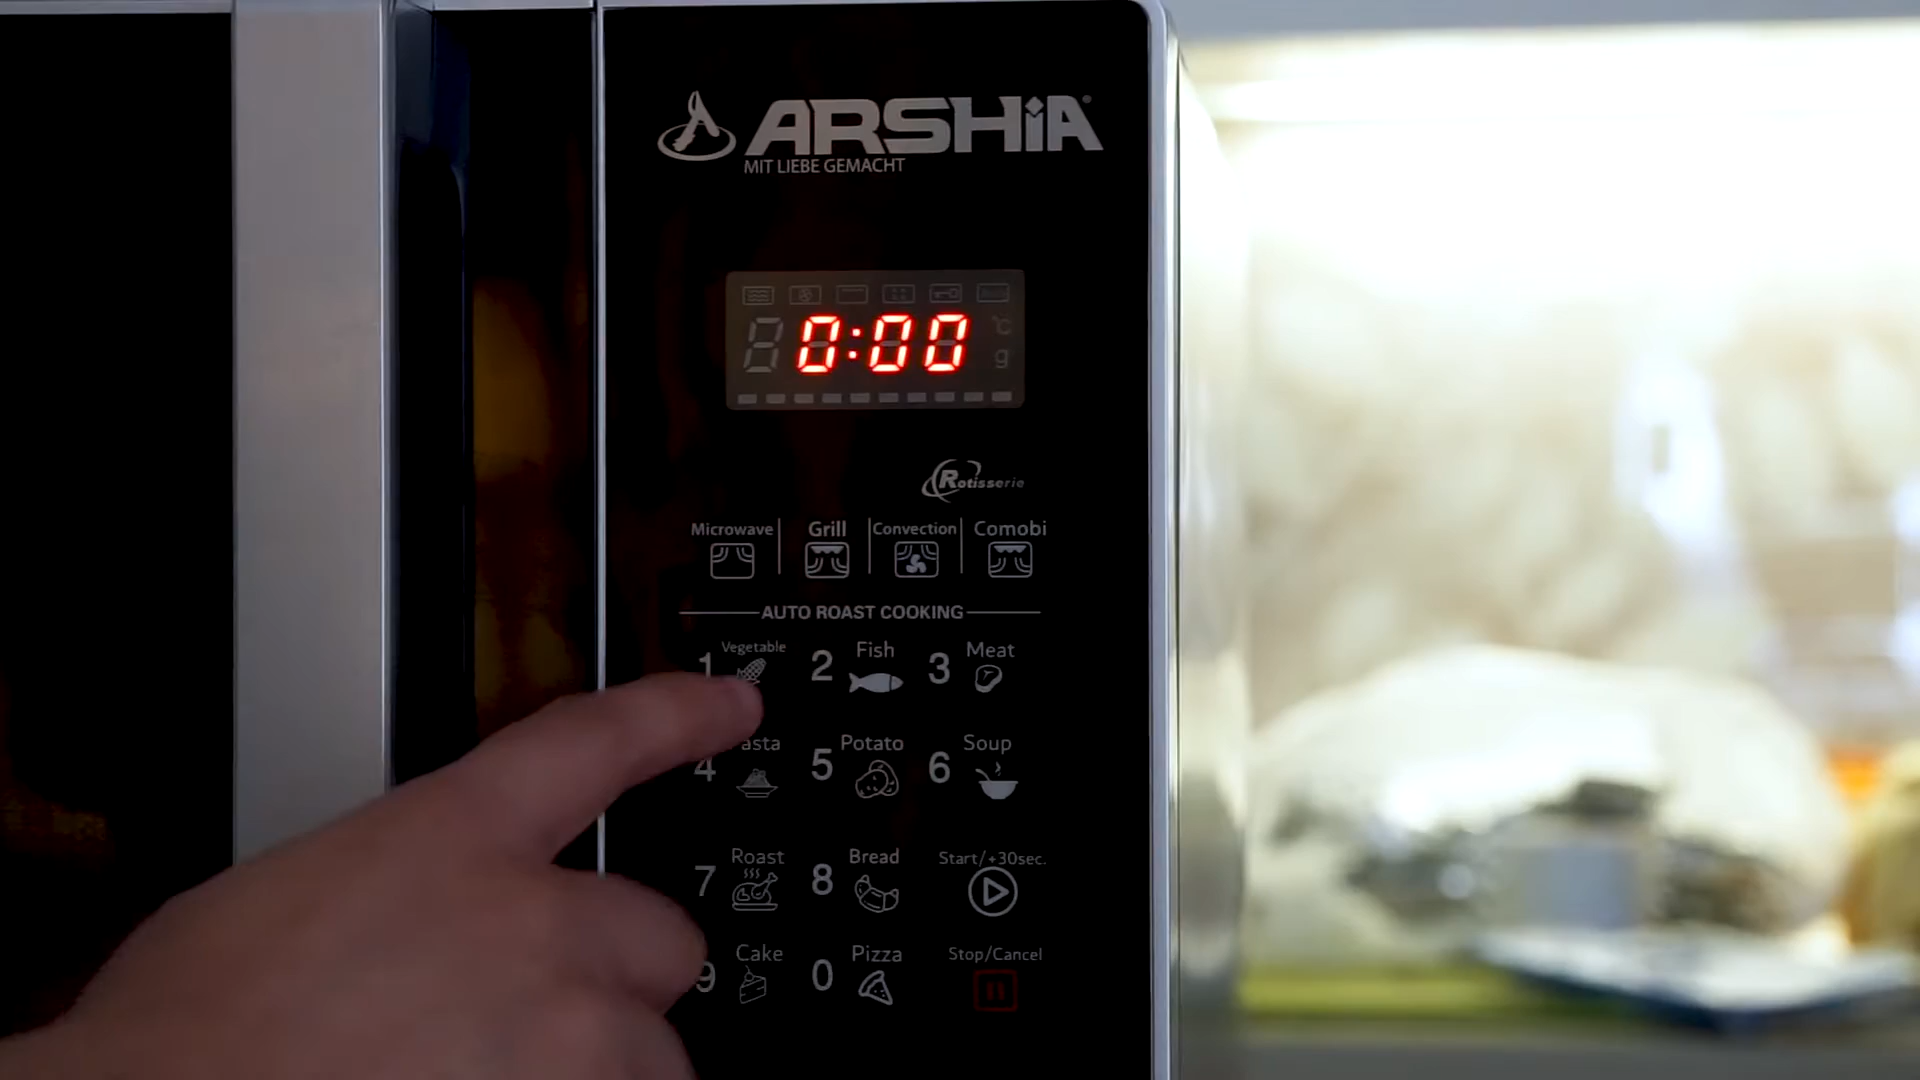 ARSHiA®
MIT LIEBE GEMACHT
0:00
°C
g
Rotisserie
Microwave Grill Convection Comobi
AUTO ROAST COOKING
1 Vegetable 2 Fish 3 Meat
4 5 Potato 6 Soup
7 Roast 8 Bread Start/+30sec.
9 Cake 0 Pizza Stop/Cancel